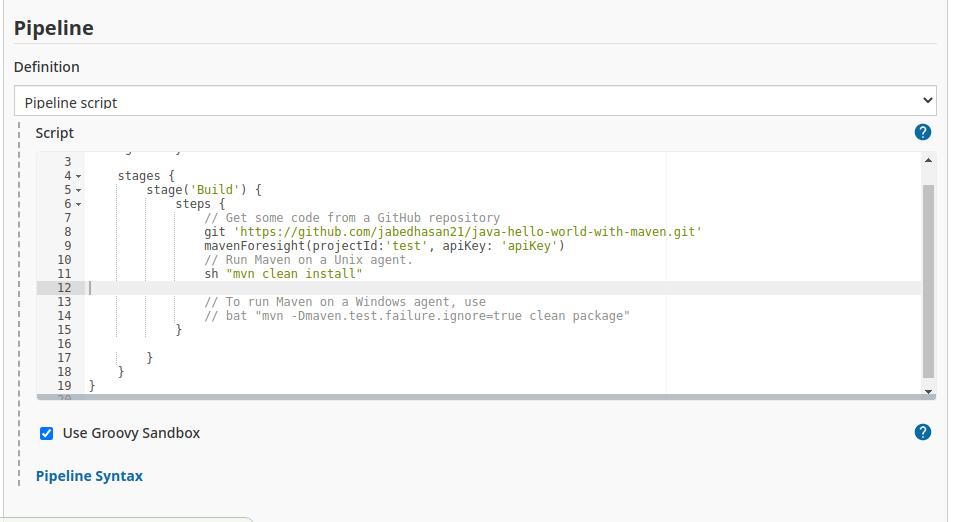 Pipeline
Definition
Pipeline script
Script
?
3
4 stages {
5 stage('Build') {
6 steps {
7 // Get some code from a GitHub repository
8 git 'https://github.com/jabedhasan21/java-hello-world-with-maven.git'
9 mavenForesight(projectId:'test', apiKey: 'apiKey')
10 // Run Maven on a Unix agent.
11 sh "mvn clean install"
12
13 // To run Maven on a Windows agent, use
14 // bat "mvn -Dmaven.test.failure.ignore=true clean package"
15 }
16
17 }
18 }
19 }
20
Use Groovy Sandbox
?
Pipeline Syntax